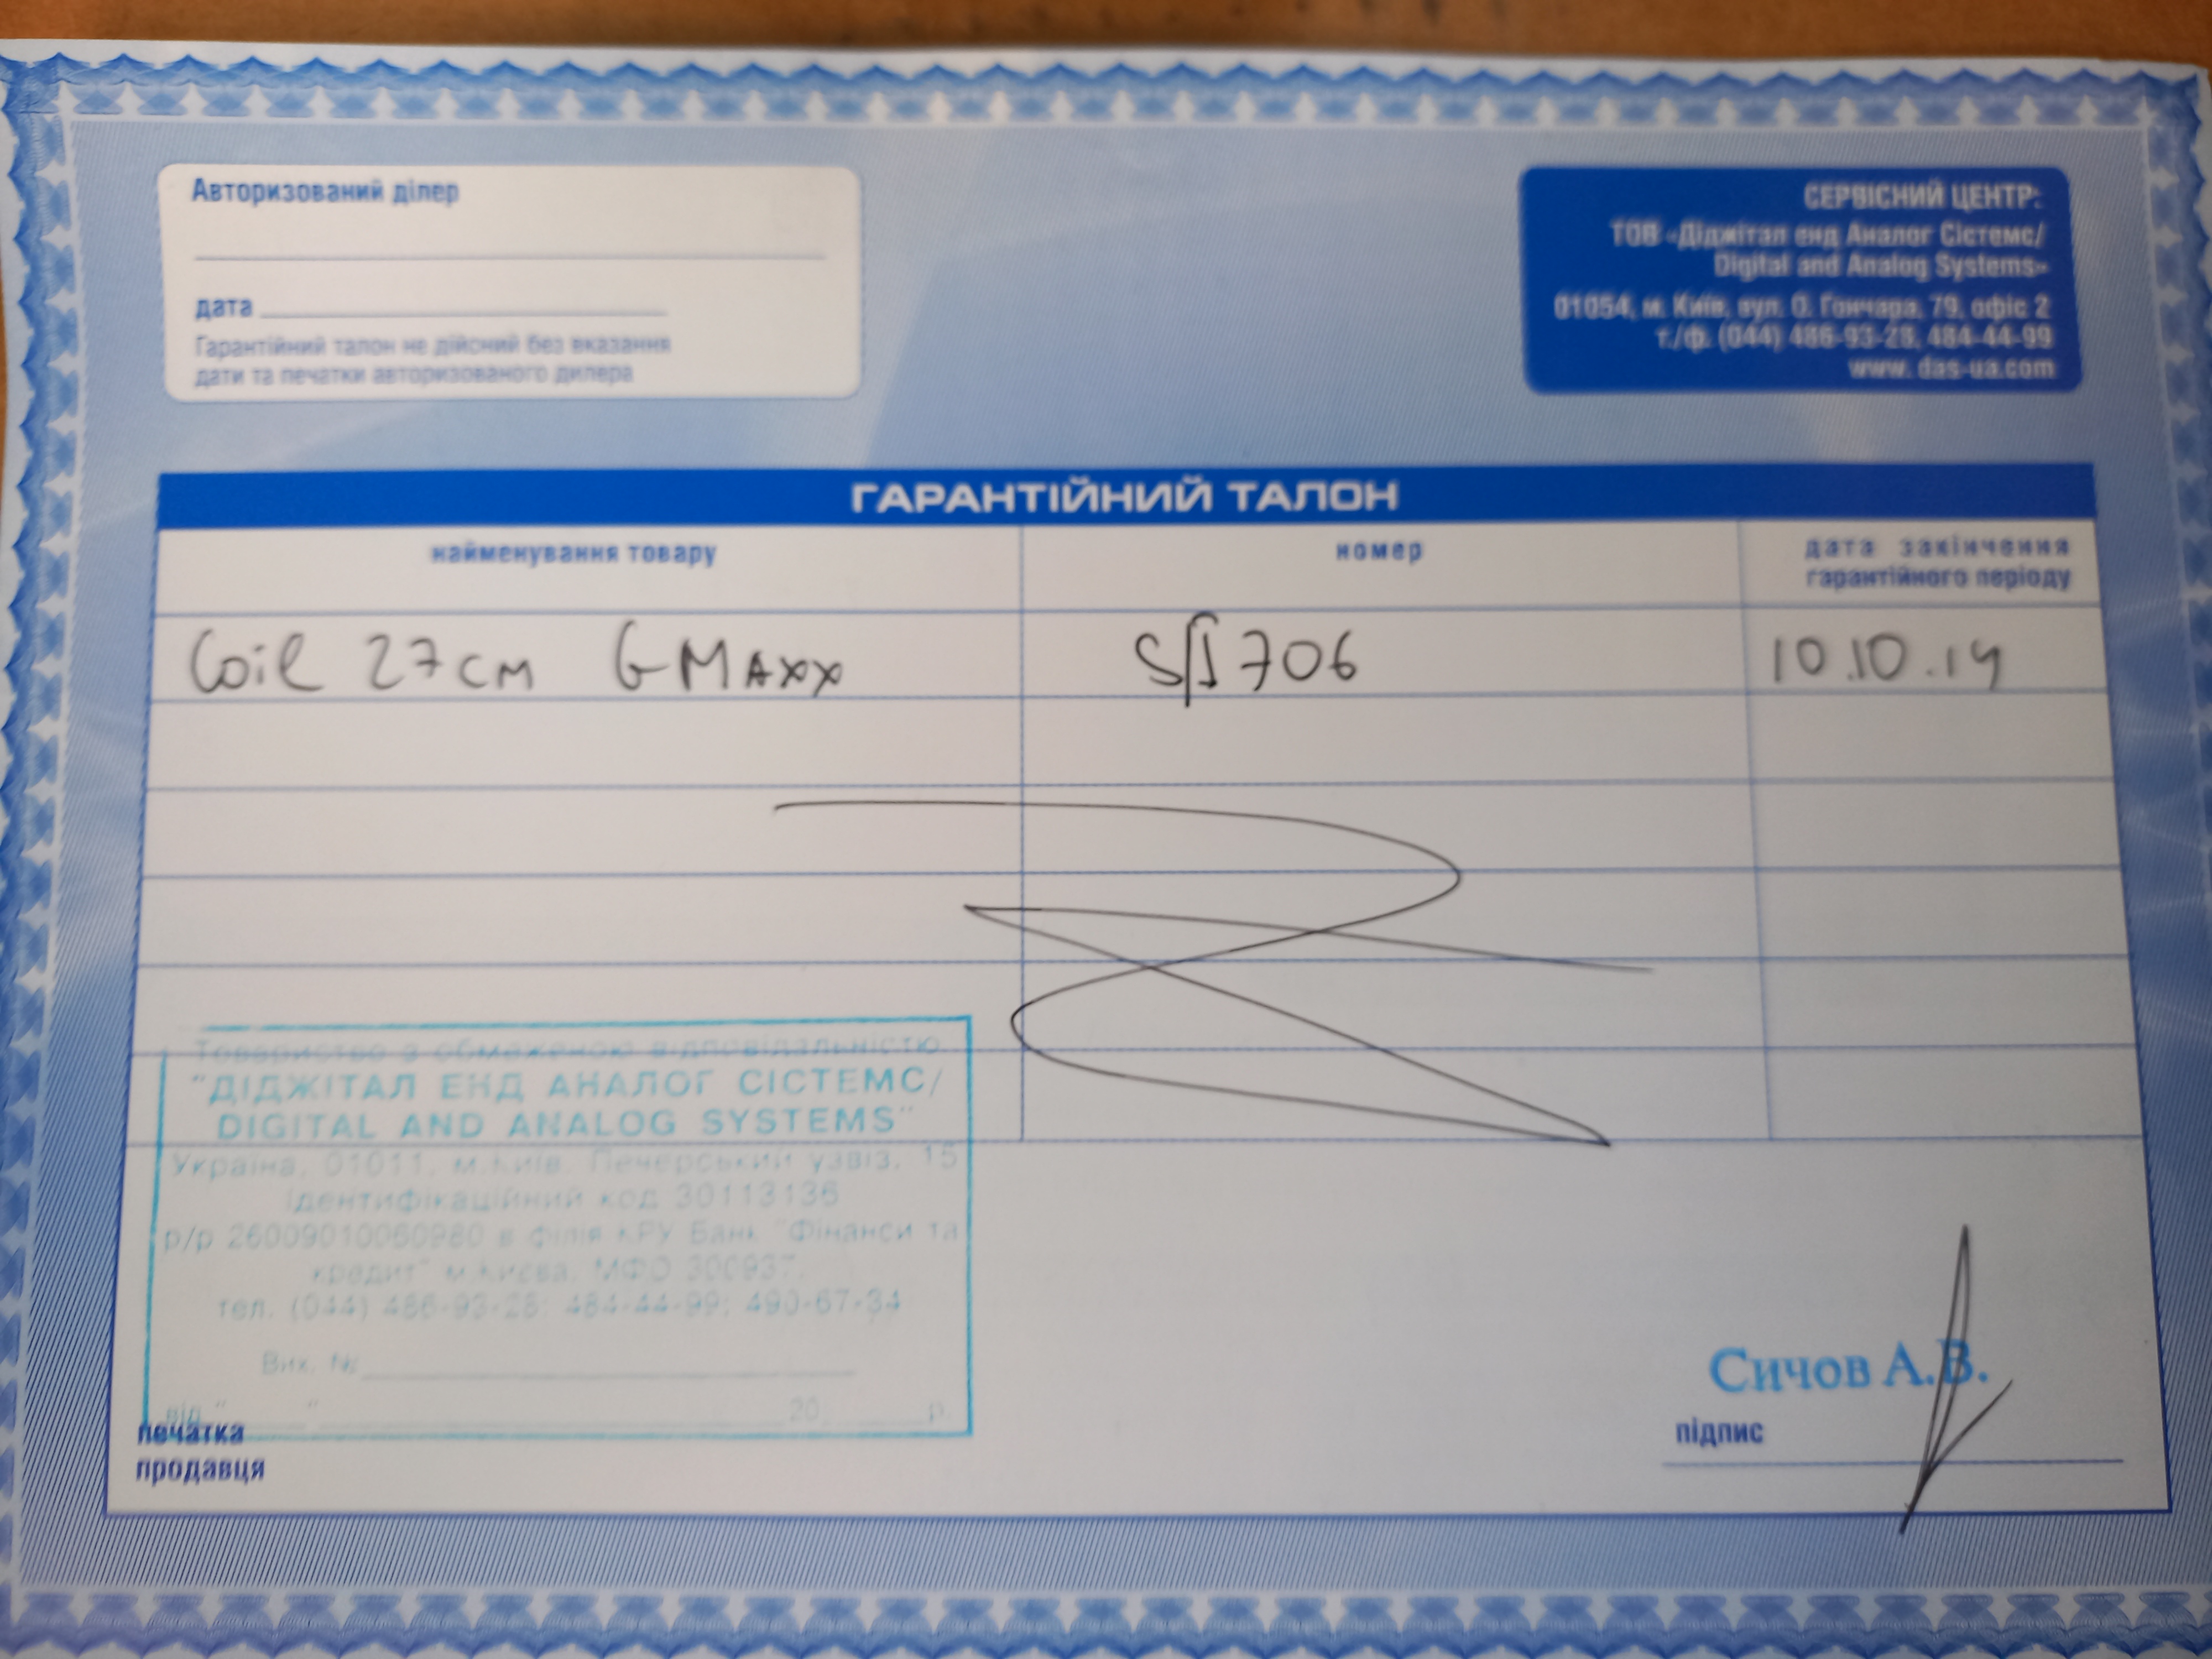 Авторизований ділер
дата
Гарантійний талон не дійсний без вказання
дати та печатки авторизованого дилера
СЕРВІСНИЙ ЦЕНТР:
ТОВ «Діджітал енд Аналог Сістемс/
Digital and Analog Systems»
01054, м. Київ, вул. О. Гончара, 79, офіс 2
т./ф. (044) 486-93-28, 484-44-99
www. das-ua.com
ГАРАНТІЙНИЙ ТАЛОН
найменування товару номер дата закінчення
гарантійного періоду
Coil 27см GMAXX 706 10.10.14
Товариство з обмеженою відповідальністю
"ДІДЖІТАЛ ЕНД АНАЛОГ СІСТЕМС/
DIGITAL AND ANALOG SYSTEMS"
Україна, 01011, м.Київ, Печерський узвіз, 15
Ідентифікаційний код 30113136
р/р 26009010060980 в філія КРУ Банк "Фінанси та
кредит" м.Києва, МФО 300937,
тел. (044) 486-93-28; 484-44-99; 490-67-34
Вих. №
від " " 20 р.
печатка
продавця
Сичов А.В.
підпис